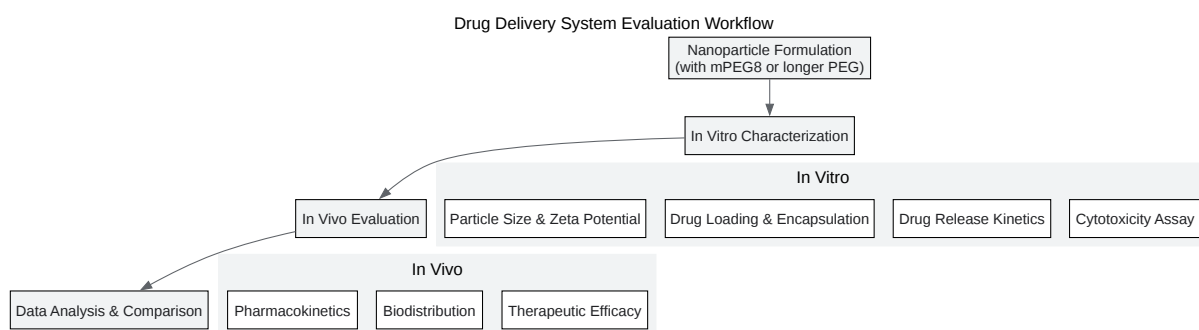 Drug Delivery System Evaluation Workflow
Nanoparticle Formulation
(with mPEG8 or longer PEG)
In Vitro Characterization
In Vitro
In Vivo Evaluation
Particle Size & Zeta Potential
Drug Loading & Encapsulation
Drug Release Kinetics
Cytotoxicity Assay
In Vivo
Data Analysis & Comparison
Pharmacokinetics
Biodistribution
Therapeutic Efficacy